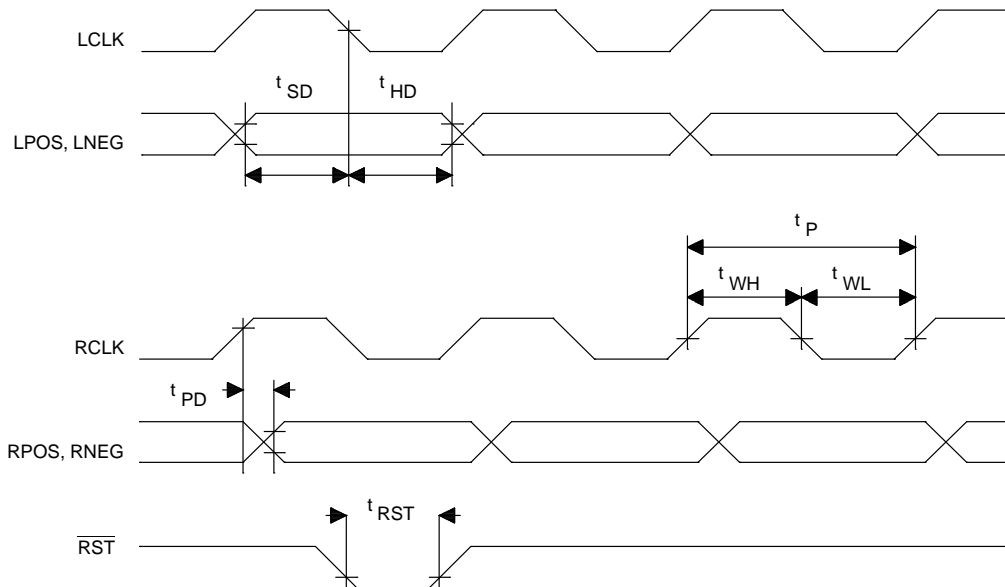 LCLK
t SD t HD
LPOS, LNEG
t P
t WH t WL
RCLK
t PD
RPOS, RNEG
t RST
RST